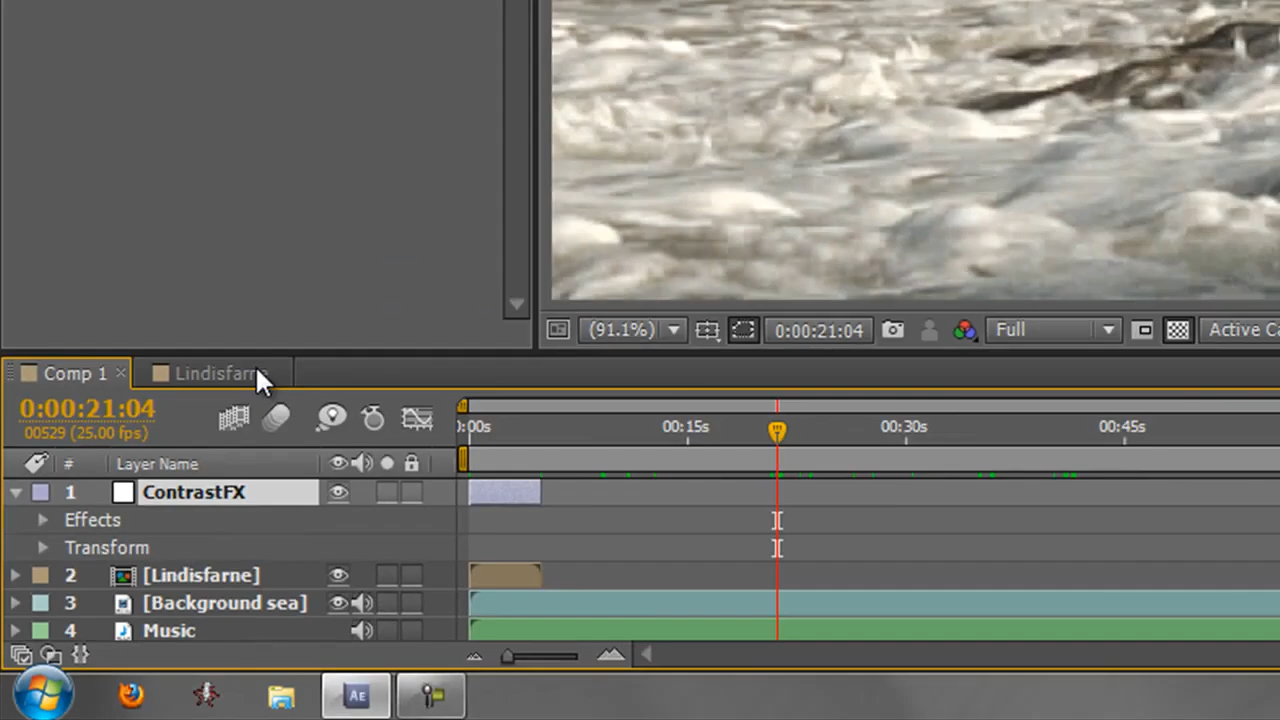 (91.1%)
0:00:21:04
Full
Active Ca
Comp 1
Lindisfarne
0:00:21:04
00529 (25.00 fps)
):00s
00:15s
00:30s
00:45s
#
Layer Name
1
ContrastFX
Effects
Transform
2
[Lindisfarne]
3
[Background sea]
4
Music
AE